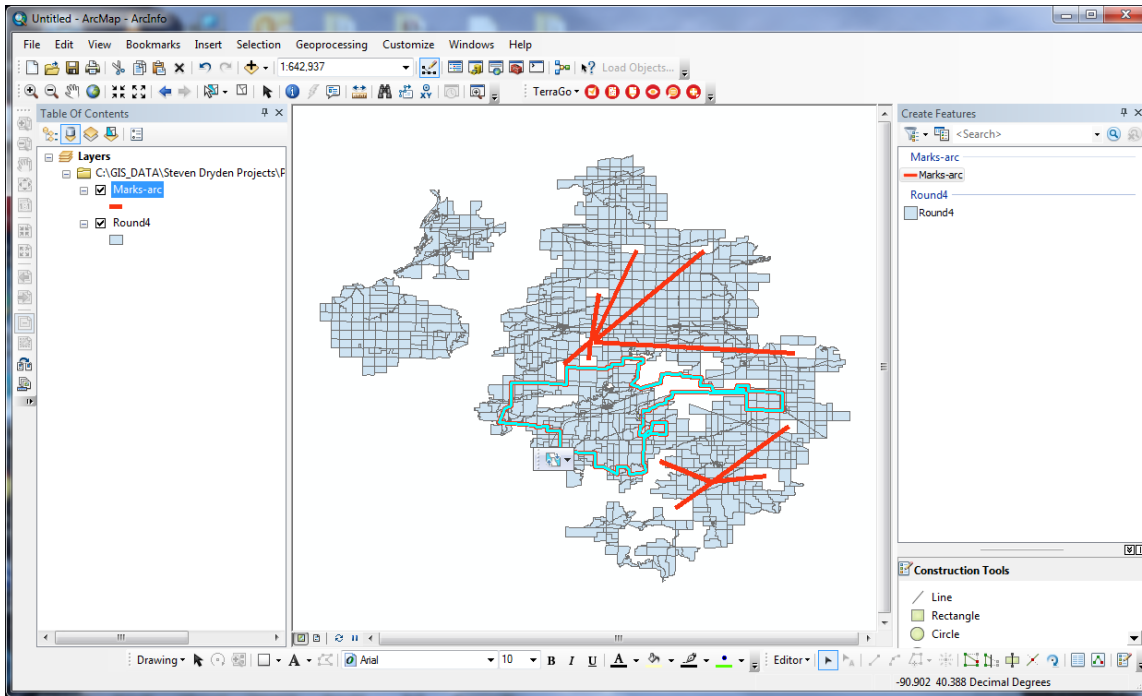 Untitled - ArcMap - ArcInfo
File Edit View Bookmarks Insert Selection Geoprocessing Customize Windows Help
1:642,937 Load Objects...
TerraGo
Table Of Contents
Layers
C:\GIS_DATA\Steven Dryden Projects\P
Marks-arc
Round4
Create Features
<Search>
Marks-arc
Marks-arc
Round4
Round4
Construction Tools
Line
Rectangle
Circle
Drawing A Arial 10 B I U A Editor
-90.902 40.388 Decimal Degrees